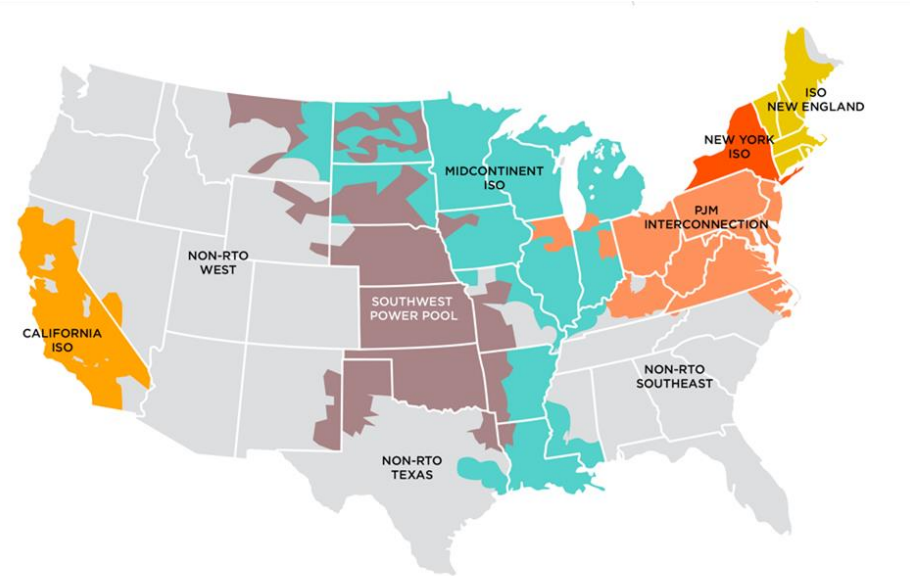 ISO
NEW ENGLAND
NEW YORK
ISO
MIDCONTINENT
ISO
PJM
INTERCONNECTION
NON-RTO
WEST
SOUTHWEST
POWER POOL
CALIFORNIA
ISO
NON-RTO
SOUTHEAST
NON-RTO
TEXAS